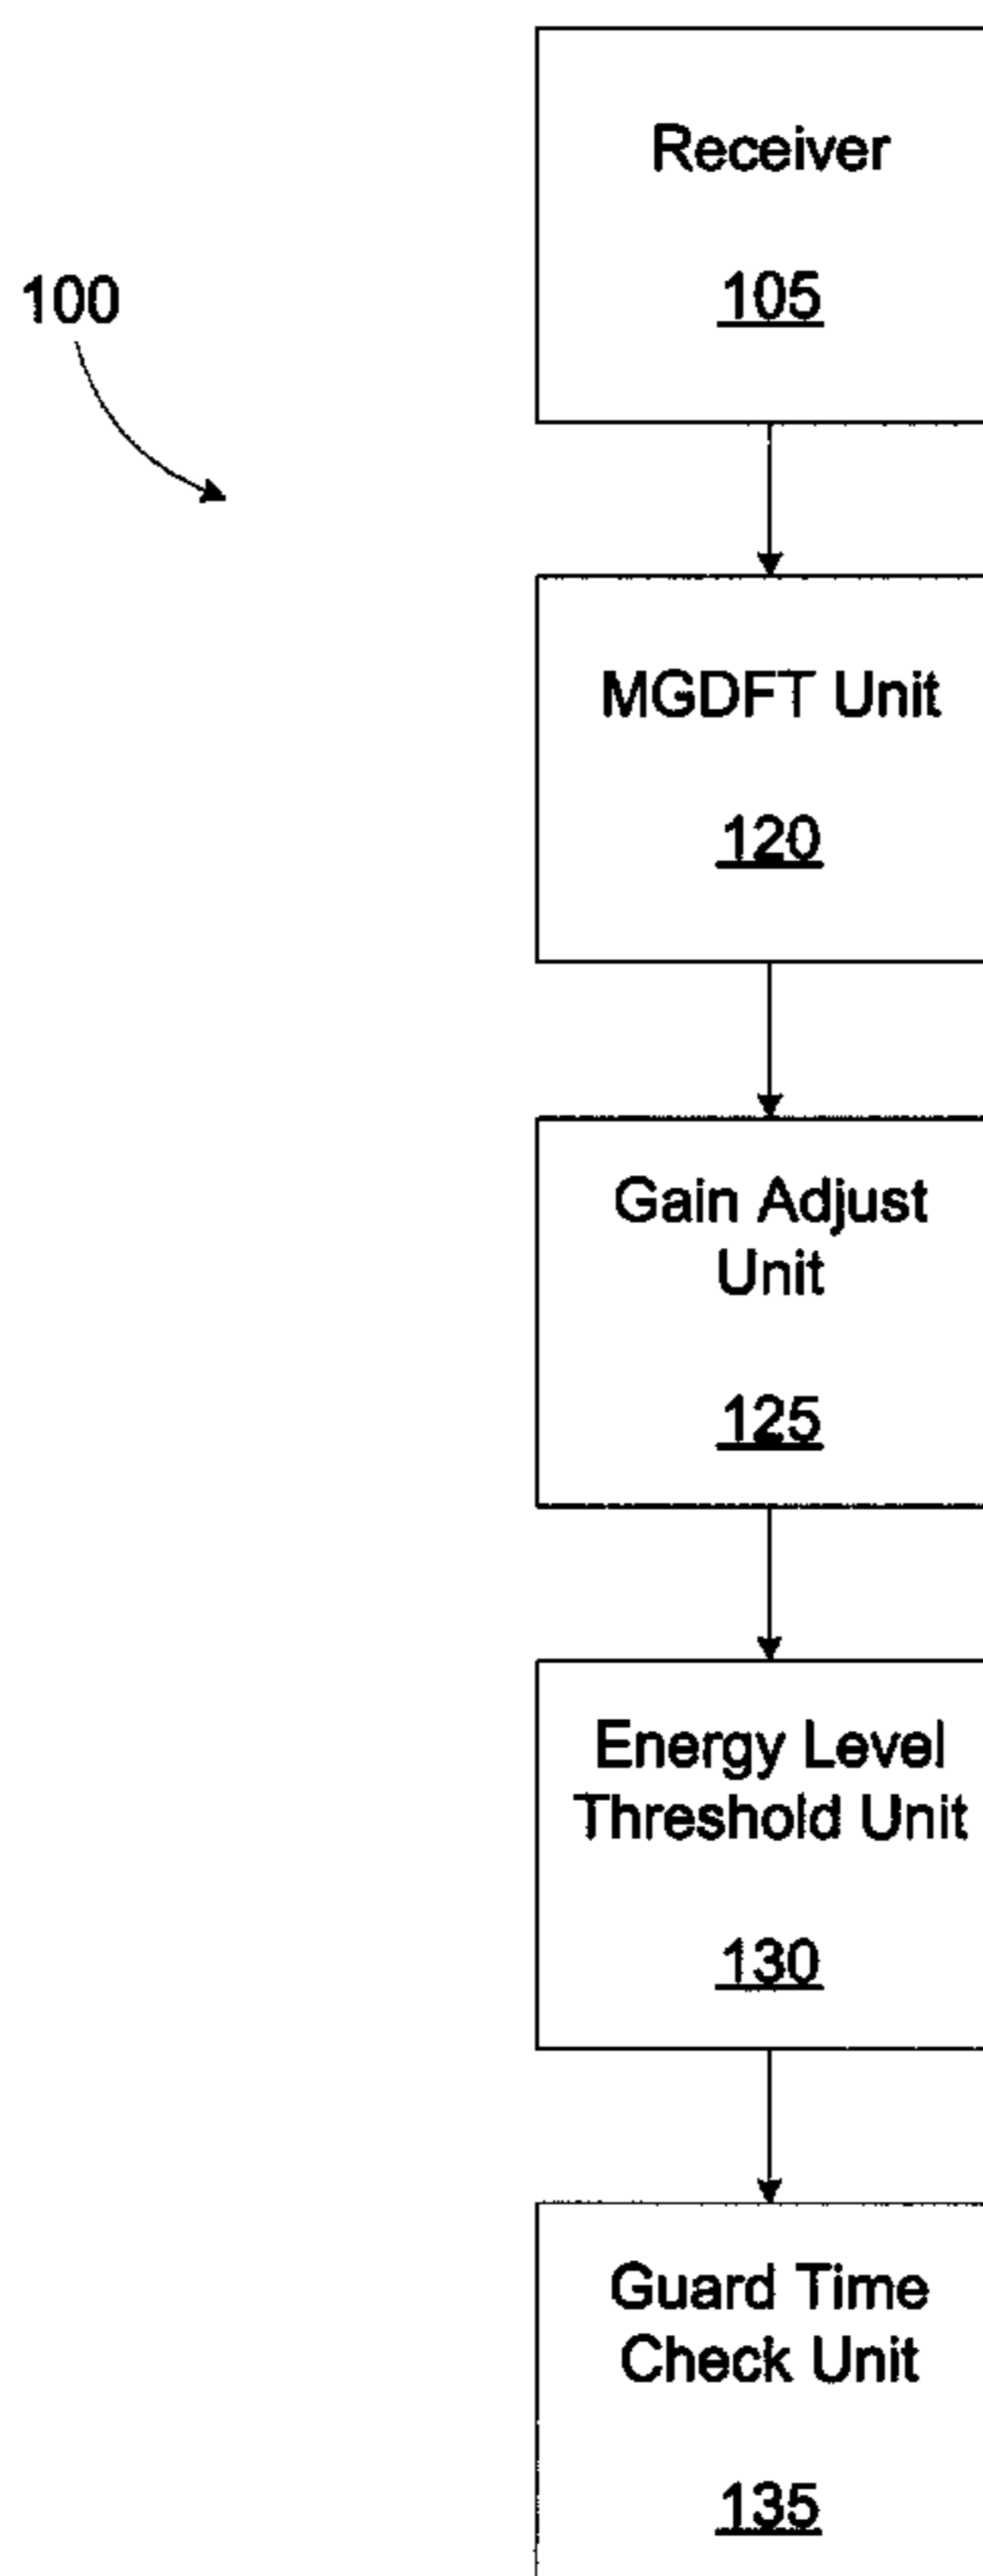 Receiver
105
100
MGDFT Unit
120
Gain Adjust
Unit
125
Energy Level
Threshold Unit
130
Guard Time
Check Unit
135